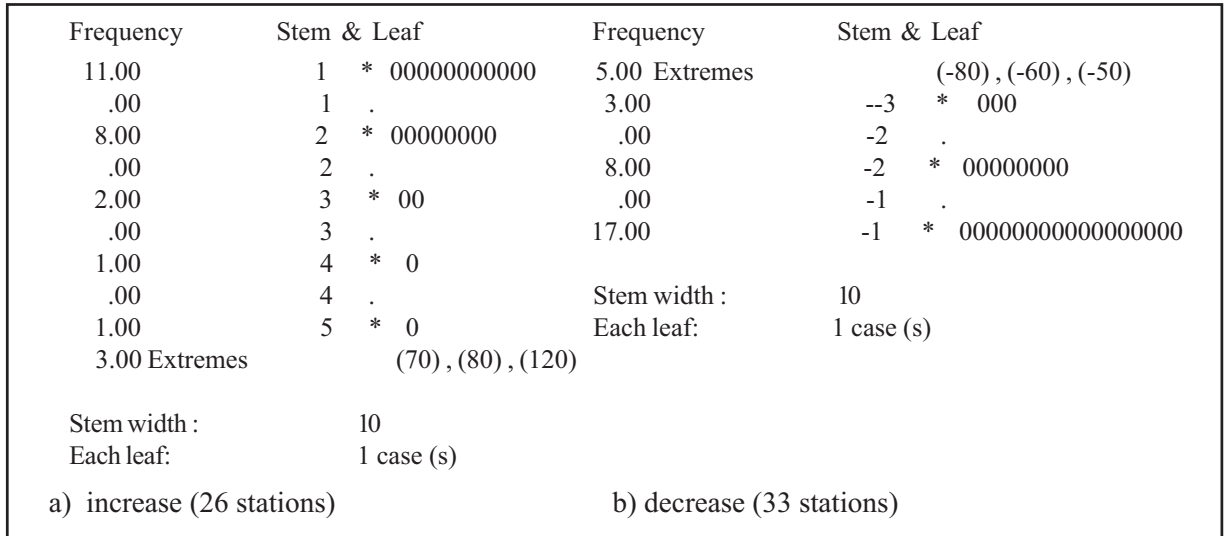 Frequency Stem & Leaf Frequency Stem & Leaf
11.00 1 * 00000000000 5.00 Extremes (-80) , (-60) , (-50)
.00 1 . 3.00 --3 * 000
8.00 2 * 00000000 .00 -2 .
.00 2 . 8.00 -2 * 00000000
2.00 3 * 00 .00 -1 .
.00 3 . 17.00 -1 * 00000000000000000
1.00 4 * 0
.00 4 . Stem width : 10
1.00 5 * 0 Each leaf: 1 case (s)
3.00 Extremes (70) , (80) , (120)
Stem width : 10
Each leaf: 1 case (s)
a) increase (26 stations) b) decrease (33 stations)